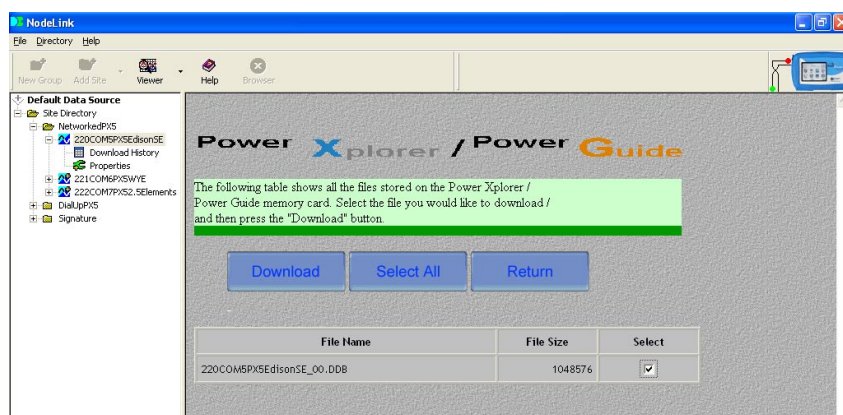 NodeLink
File Directory Help
New Group Add Site Viewer Help Browser
Default Data Source
Site Directory
NetworkedPX5
220COM5PX5EdisonSE
Download History
Properties
221COM6PX5WYE
222COM7PX52.5Elements
DialUpPX5
Signature
Power Xplorer / Power Guide
The following table shows all the files stored on the Power Xplorer /
Power Guide memory card. Select the file you would like to download /
and then press the "Download" button.
Download Select All Return
File Name File Size Select
220COM5PX5EdisonSE_00.DDB 1048576